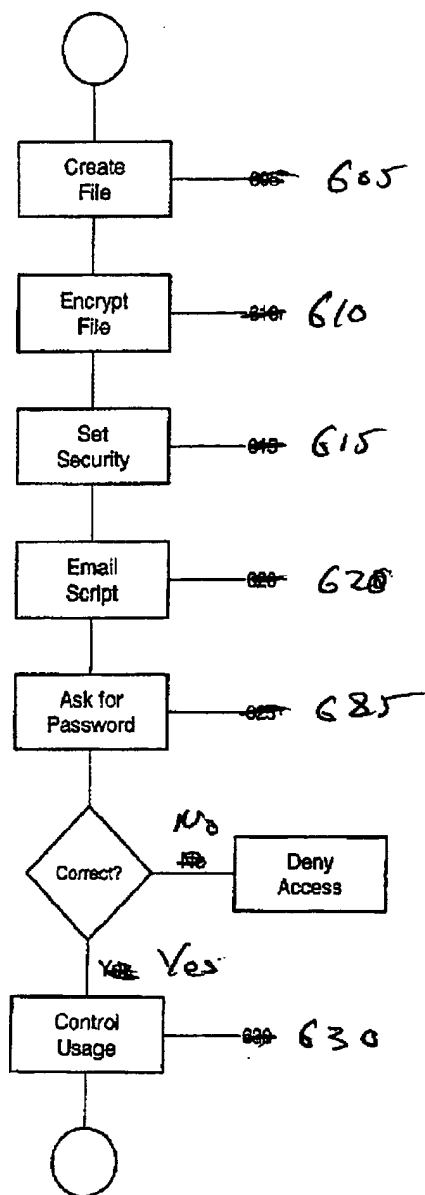 Create
File
605
Encrypt
File
610
Set
Security
615
Email
Script
620
Ask for
Password
685
No
Correct?
Deny
Access
Yes
Control
Usage
630